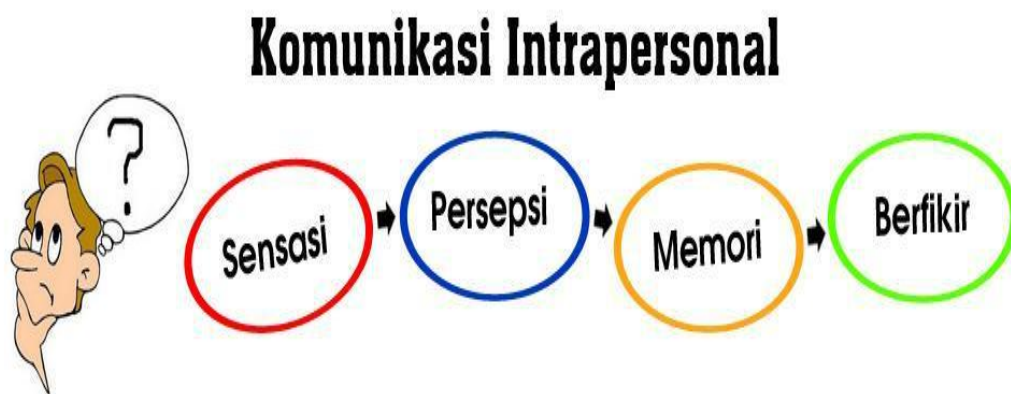 Komunikasi Intrapersonal
?
Sensasi
Persepsi
Memori
Berfikir